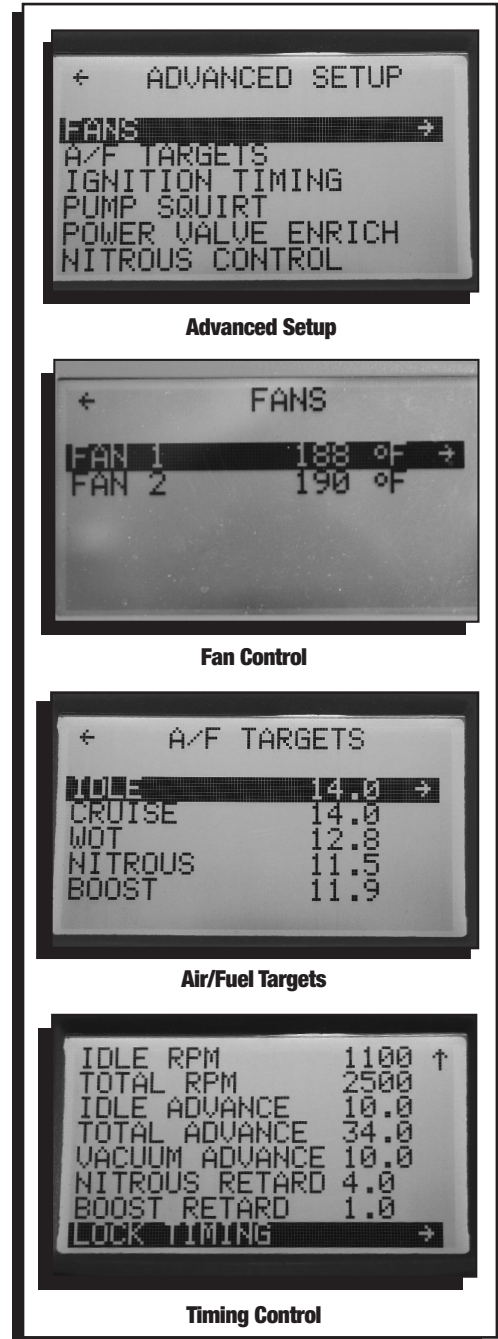 ← ADVANCED SETUP
FANS →
A/F TARGETS
IGNITION TIMING
PUMP SQUIRT
POWER VALVE ENRICH
NITROUS CONTROL
Advanced Setup
← FANS
FAN 1 188 ºF →
FAN 2 190 ºF
Fan Control
← A/F TARGETS
IDLE 14.0 →
CRUISE 14.0
WOT 12.8
NITROUS 11.5
BOOST 11.9
Air/Fuel Targets
IDLE RPM 1100 ↑
TOTAL RPM 2500
IDLE ADVANCE 10.0
TOTAL ADVANCE 34.0
VACUUM ADVANCE 10.0
NITROUS RETARD 4.0
BOOST RETARD 1.0
LOCK TIMING →
Timing Control